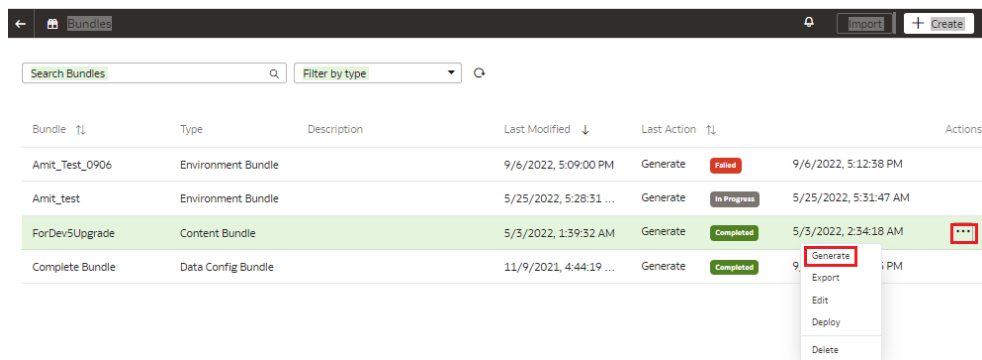 Bundles Import + Create
Search Bundles Filter by type
Bundle Type Description Last Modified Last Action Actions
Amit_Test_0906 Environment Bundle 9/6/2022, 5:09:00 PM Generate Failed 9/6/2022, 5:12:38 PM
Amit_test Environment Bundle 5/25/2022, 5:28:31 ... Generate In Progress 5/25/2022, 5:31:47 AM
ForDev5Upgrade Content Bundle 5/3/2022, 1:39:32 AM Generate Completed 5/3/2022, 2:34:18 AM ...
Generate
Complete Bundle Data Config Bundle 11/9/2021, 4:44:19 ... Generate Completed PM
Export
Edit
Deploy
Delete